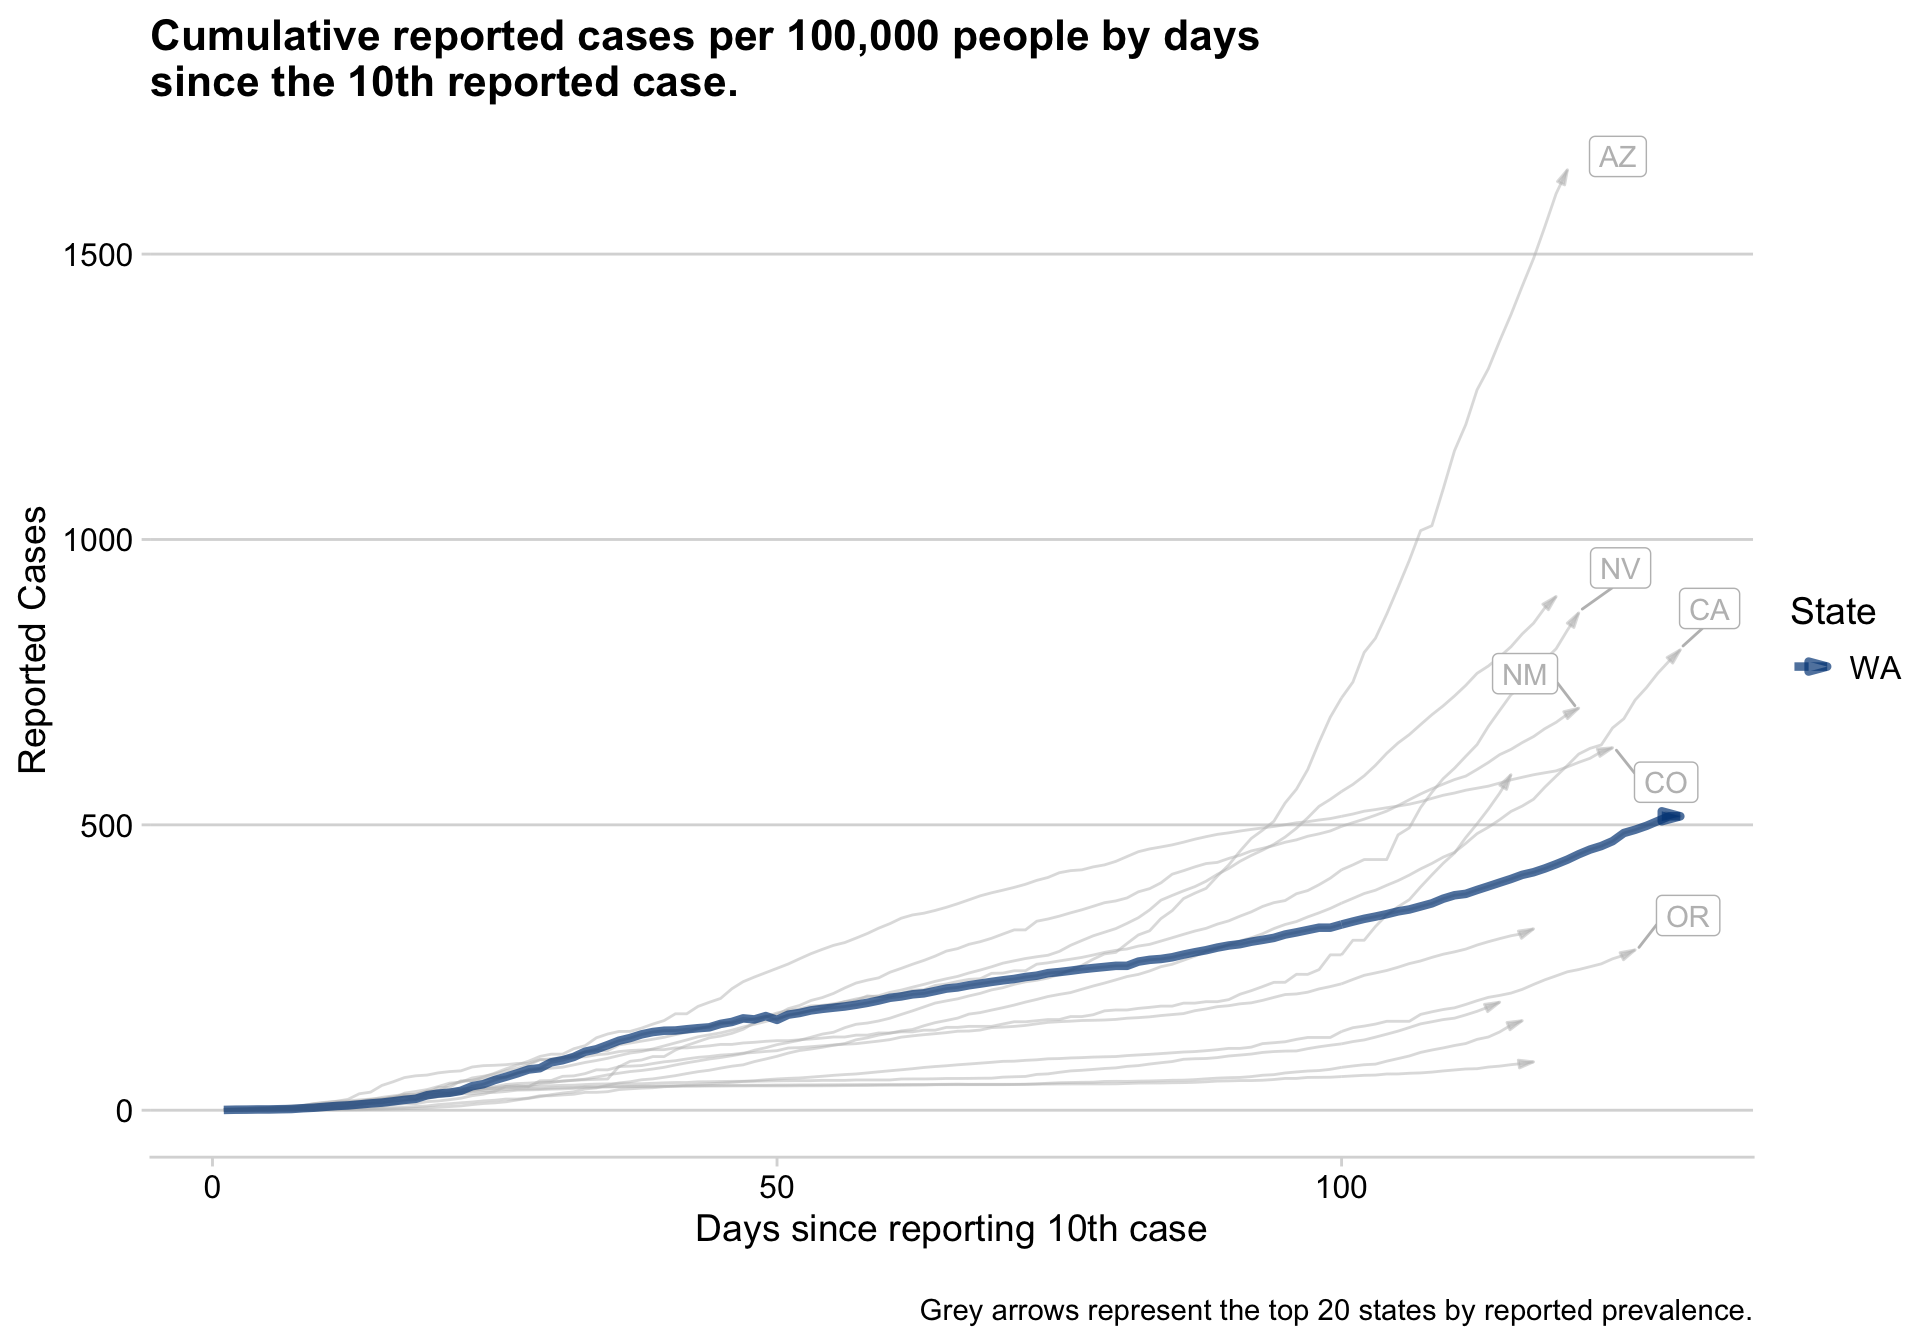 Cumulative reported cases per 100,000 people by days
since the 10th reported case.
AZ
1500
1000
NV
CA
State
WA
NM
CO
500
OR
0
Reported Cases
0 50 100
Days since reporting 10th case
Grey arrows represent the top 20 states by reported prevalence.